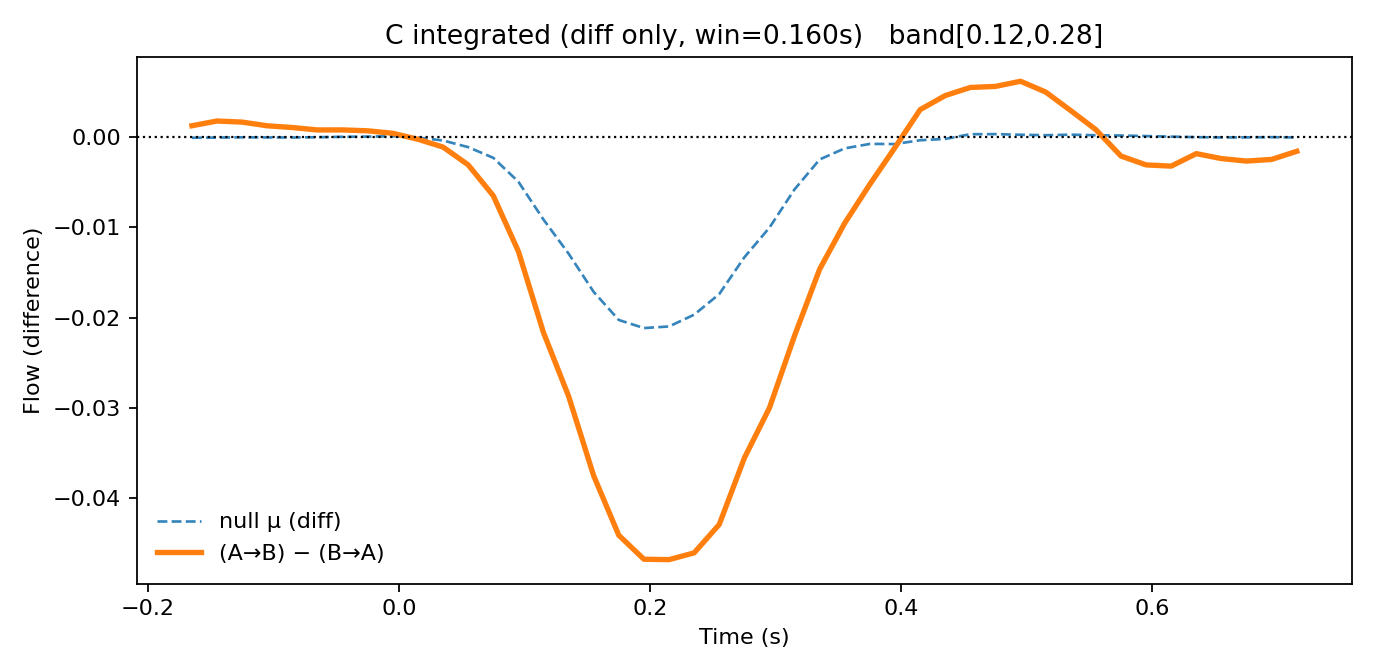 C integrated (diff only, win=0.160s)   band[0.12,0.28]
Flow (difference)
0.00
−0.01
−0.02
−0.03
−0.04
null μ (diff)
(A→B) − (B→A)
−0.2
0.0
0.2
0.4
0.6
Time (s)